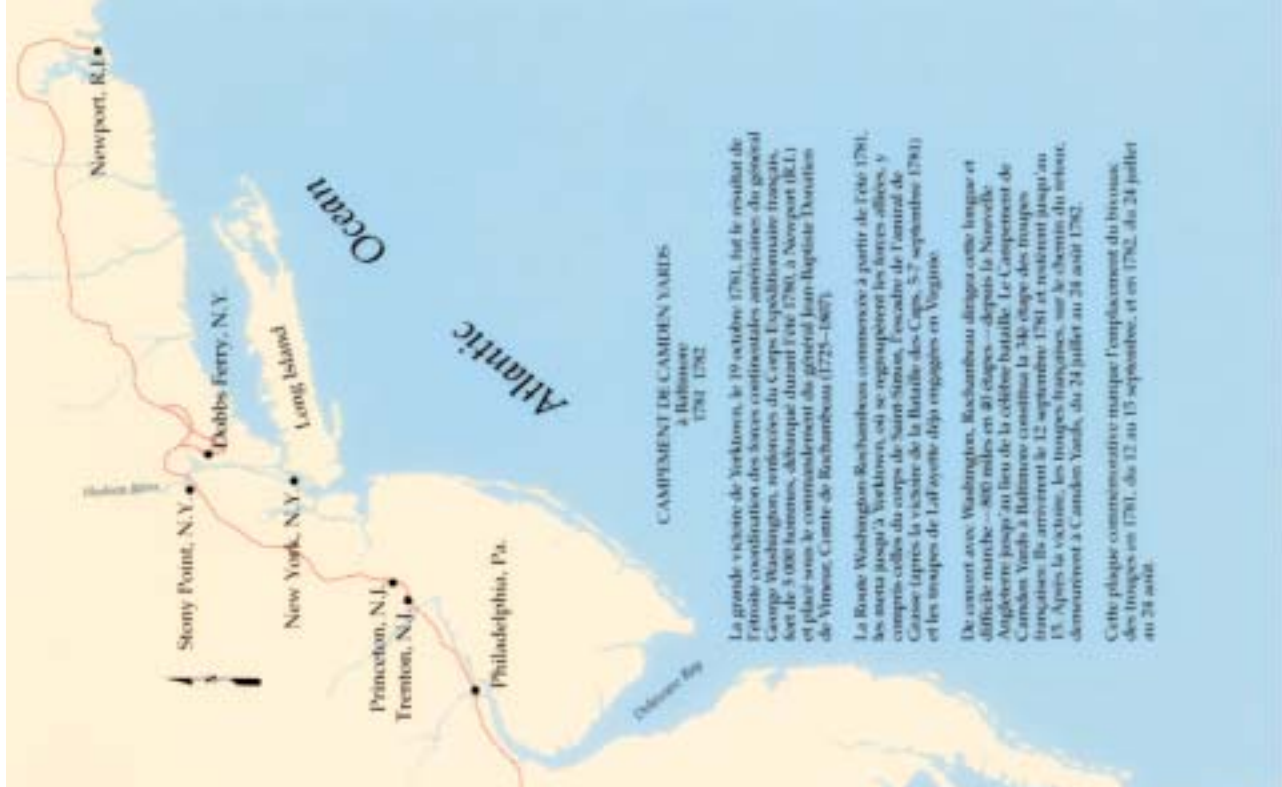 Newport, R.I.
Hudson River
Stony Point, N.Y.
Dobbs Ferry, N.Y.
Long Island
New York, N.Y.
Princeton, N.J.
Trenton, N.J.
Philadelphia, Pa.
Delaware Bay
Atlantic
Ocean
N
CAMPEMENT DE CAMDEN YARDS
à Baltimore
1781 1782
La grande victoire de Yorktown, le 19 octobre 1781, fut le résultat de
l'étroite coordination des forces continentales américaines du général
George Washington, renforcées du Corps Expéditionnaire français,
fort de 5 000 hommes, débarqué durant l'été 1780, à Newport (R.I.)
et placé sous le commandement du général Jean-Baptiste Donatien
de Vimeur, Comte de Rochambeau (1725–1807).
La Route Washington-Rochambeau commencée à partir de l'été 1781,
les mena jusqu'à Yorktown, où se regroupèrent les forces alliées, y
compris celles du corps de Saint-Simon, l'escadre de l'amiral de
Grasse (après la victoire de la Bataille des Caps, 5-7 septembre 1781)
et les troupes de LaFayette déjà engagées en Virginie.
De concert avec Washington, Rochambeau dirigea cette longue et
difficile marche—800 miles en 40 étapes—depuis la Nouvelle
Angleterre jusqu'au lieu de la célèbre bataille. Le Campement de
Camden Yards à Baltimore constitua la 34e étape des troupes
françaises. Ils arrivèrent le 12 septembre 1781 et restèrent jusqu'au
15. Après la victoire, les troupes françaises, sur le chemin du retour,
demeurèrent à Camden Yards, du 24 juillet au 24 août 1782.
Cette plaque commémorative marque l'emplacement du bivouac
des troupes en 1781, du 12 au 15 septembre, et en 1782, du 24 juillet
au 24 août.